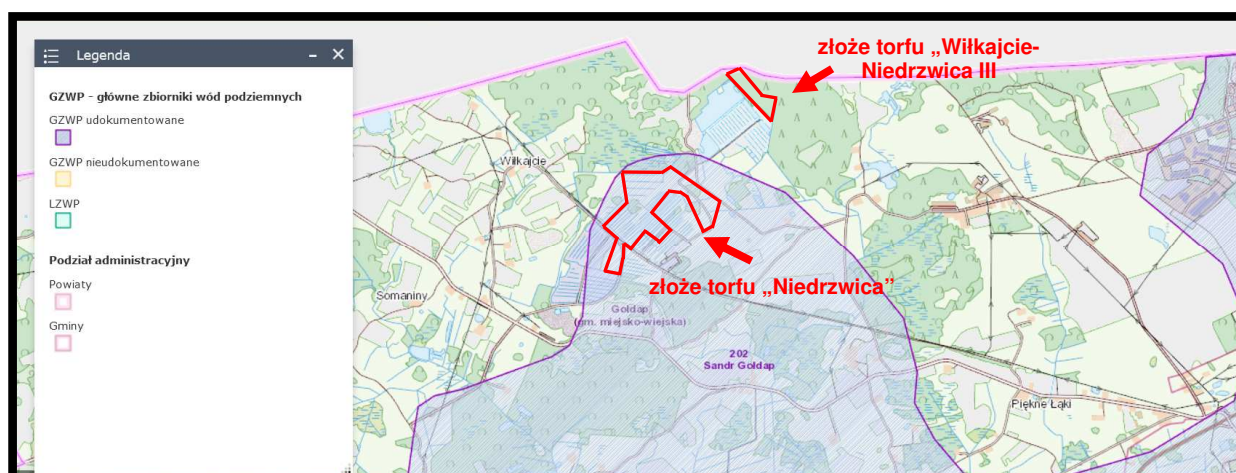 Legenda
GZWP - główne zbiorniki wód podziemnych
GZWP udokumentowane
GZWP nieudokumentowane
LZWP
Podział administracyjny
Powiaty
Gminy
złoże torfu „Wiłkajcie-
Niedrzwica III
Wiłkajcie
złoże torfu „Niedrzwica”
Somaniny
Gołdap
(gm. miejsko-wiejska)
202
Sandr Gołdap
Piękne Łąki